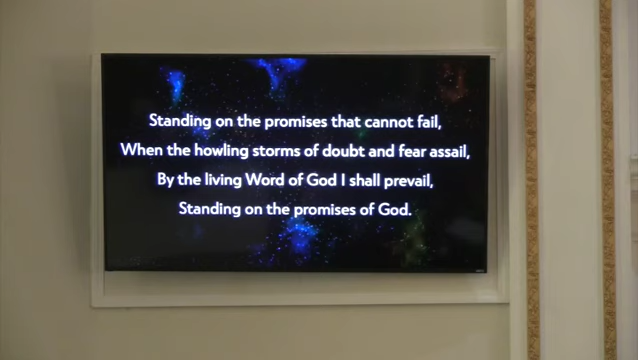 Standing on the promises that cannot fail,
When the howling storms of doubt and fear assail,
By the living Word of God I shall prevail,
Standing on the promises of God.